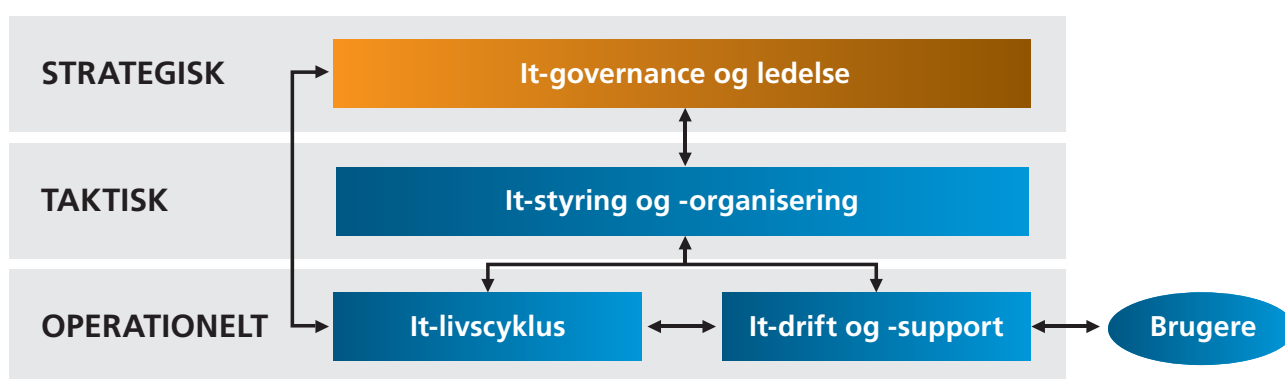 STRATEGISK
It-governance og ledelse
TAKTISK
It-styring og -organisering
OPERATIONELT
It-livscyklus
It-drift og -support
Brugere